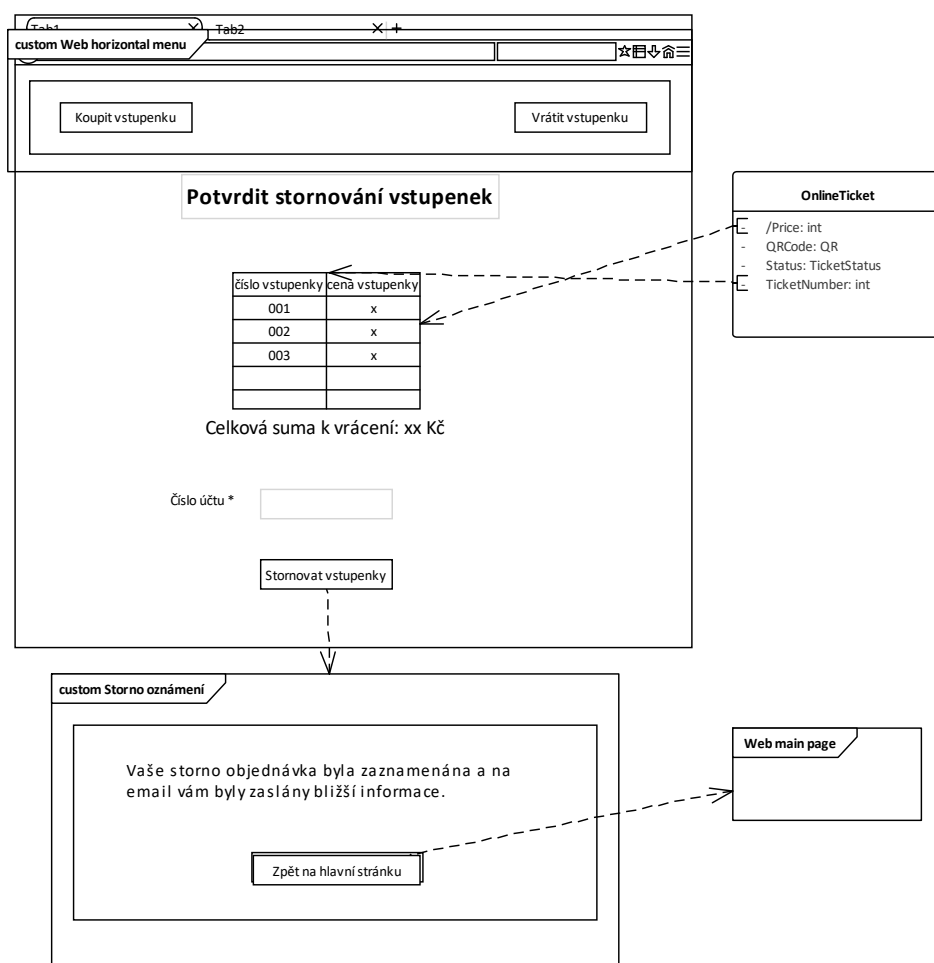 Tab1
Tab2
custom Web horizontal menu
Koupit vstupenku
Vrátit vstupenku
Potvrdit stornování vstupenek
OnlineTicket
- /Price: int
- QRCode: QR
- Status: TicketStatus
- TicketNumber: int
číslo vstupenky cena vstupenky
001 x
002 x
003 x
Celková suma k vrácení: xx Kč
Číslo účtu *
Stornovat vstupenky
custom Storno oznámení
Web main page
Vaše storno objednávka byla zaznamenána a na
email vám byly zaslány bližší informace.
Zpět na hlavní stránku